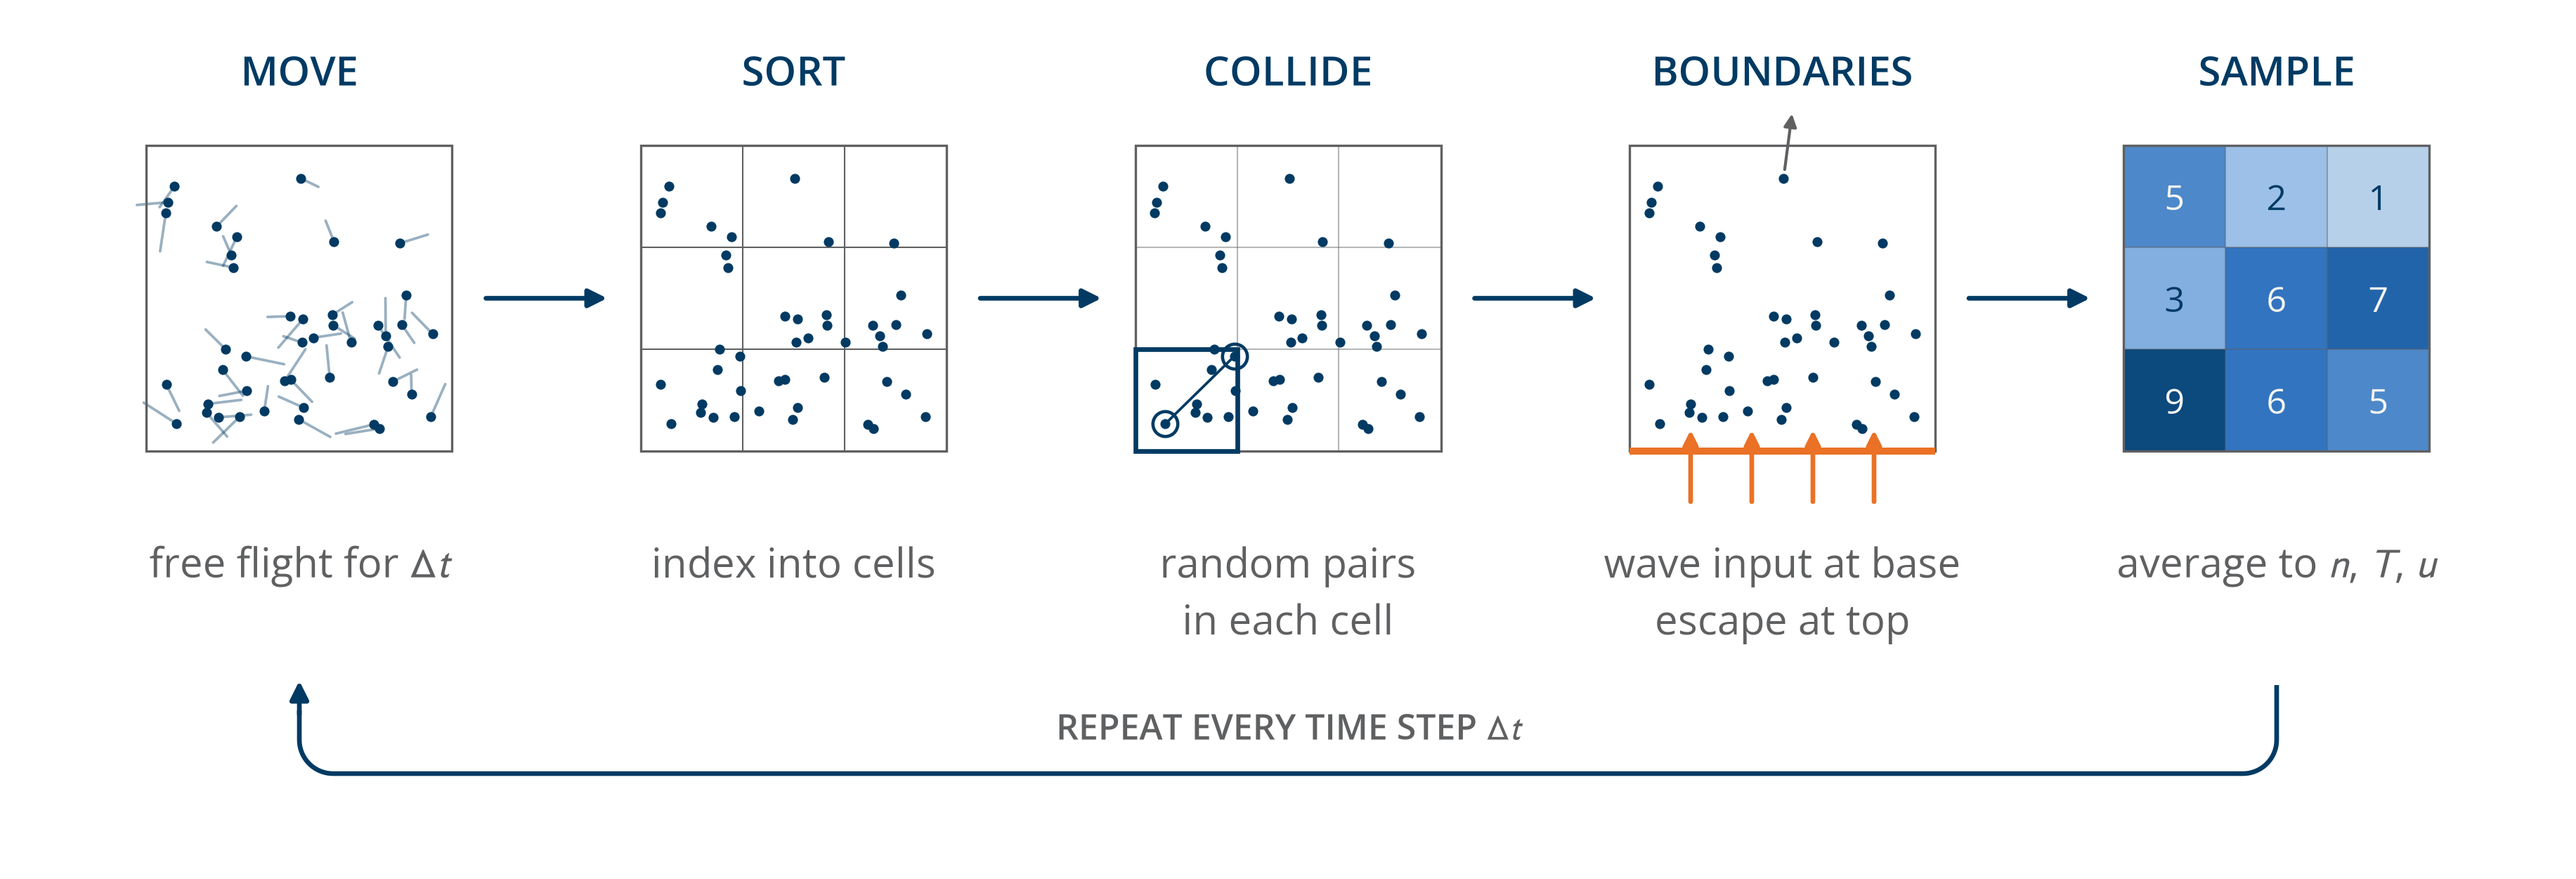 MOVE
SORT
COLLIDE
BOUNDARIES
SAMPLE
5 2 1
3 6 7
9 6 5
free flight for Δt
index into cells
random pairs
in each cell
wave input at base
escape at top
average to n, T, u
REPEAT EVERY TIME STEP Δt